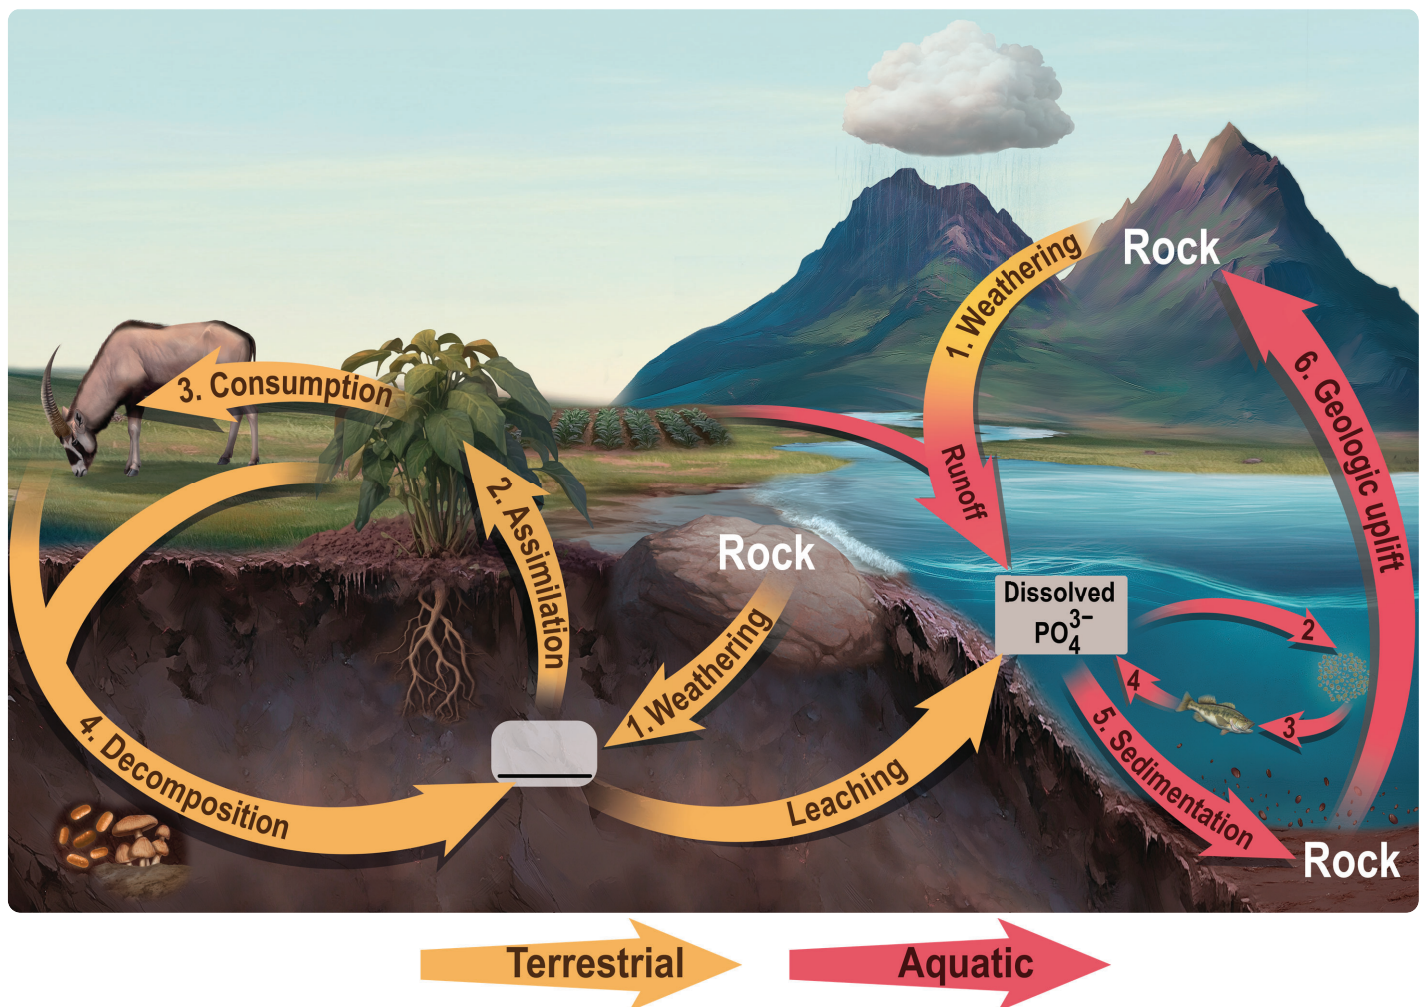 Rock
1. Weathering
6. Geologic uplift
3. Consumption
2. Assimilation
Runoff
Rock
Dissolved
PO₄³⁻
2
1.Weathering
4
3
5. Sedimentation
4. Decomposition
Leaching
Rock
Terrestrial
Aquatic